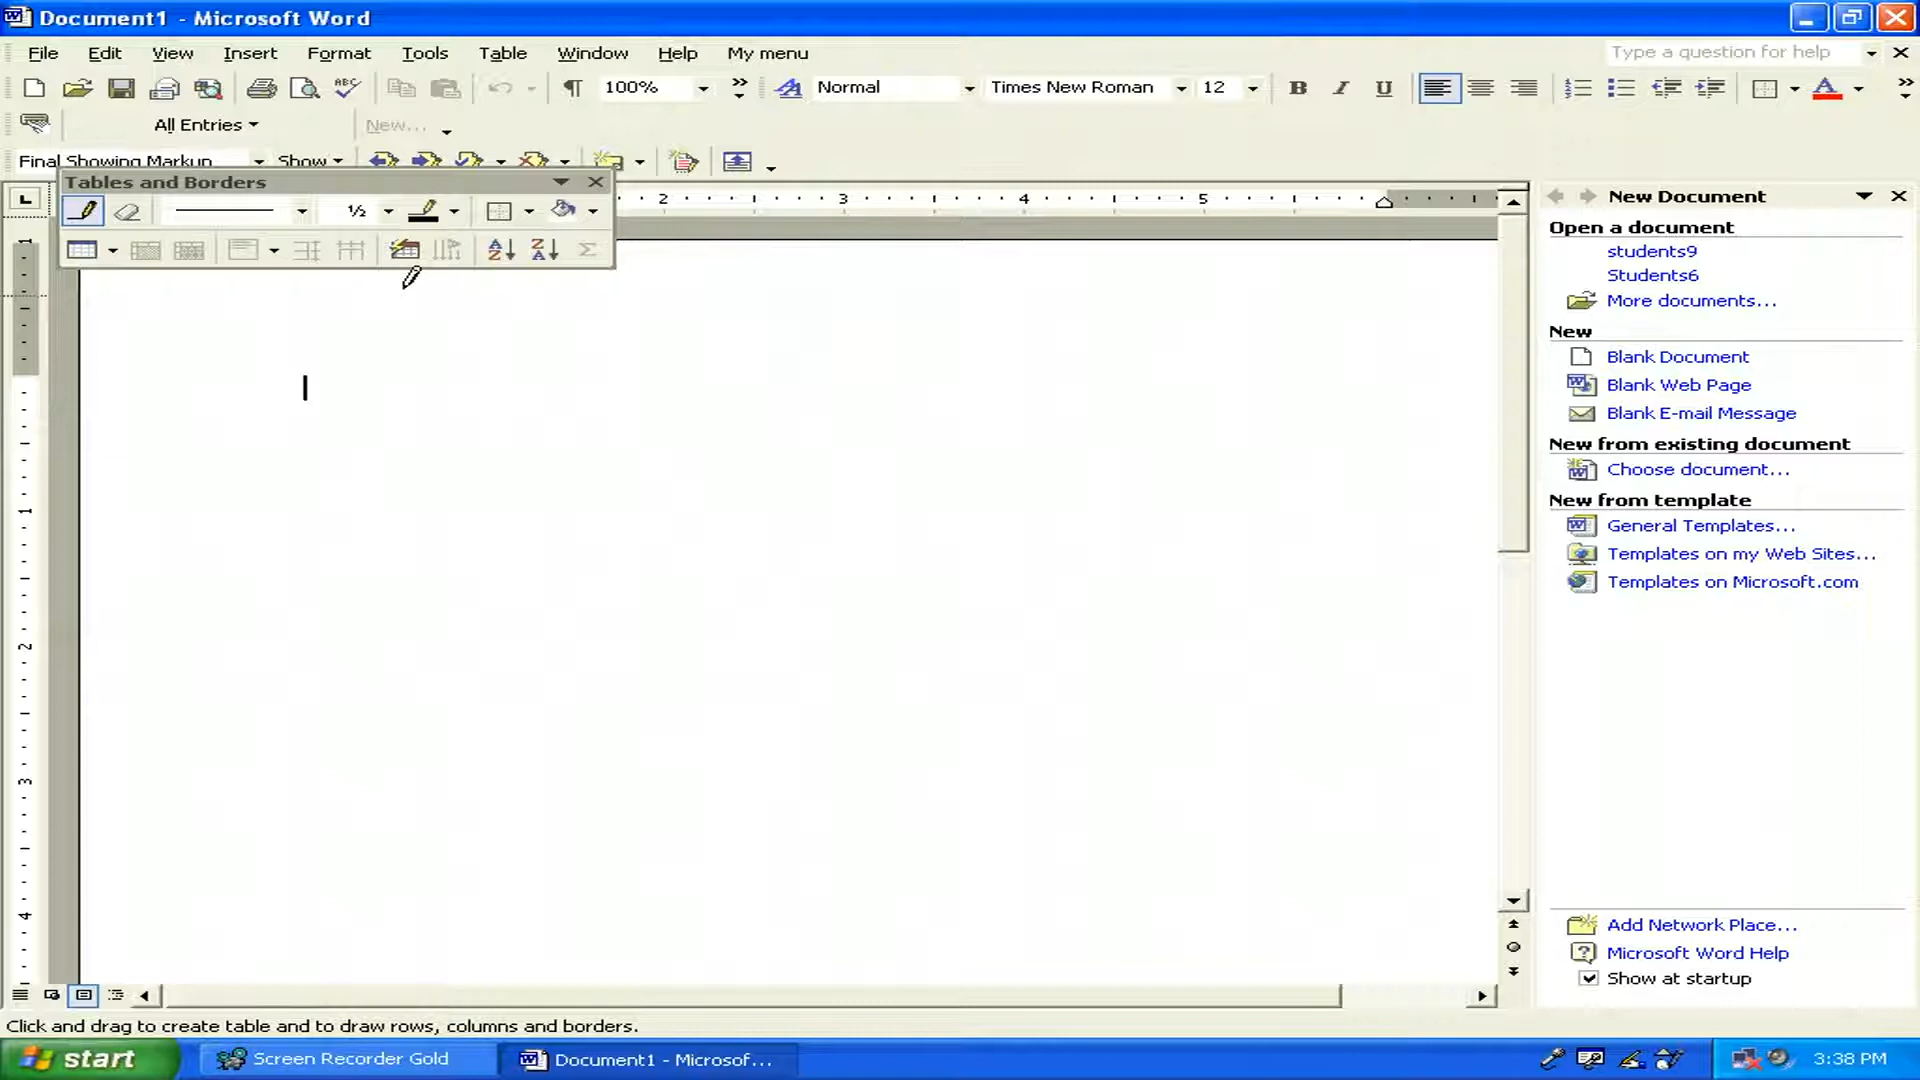 Document1 - Microsoft Word
File Edit View Insert Format Tools Table Window Help My menu Type a question for help
ABC 100% Normal Times New Roman 12 B I U A
All Entries New...
Final Showing Markup Show
Tables and Borders
½
A Z Z A Σ
2 3 4 5
1
2
3
4
New Document
Open a document
students9
Students6
More documents...
New
Blank Document
Blank Web Page
Blank E-mail Message
New from existing document
Choose document...
New from template
General Templates...
Templates on my Web Sites...
Templates on Microsoft.com
Add Network Place...
Microsoft Word Help
Show at startup
Click and drag to create table and to draw rows, columns and borders.
start Screen Recorder Gold Document1 - Microsof... 3:38 PM